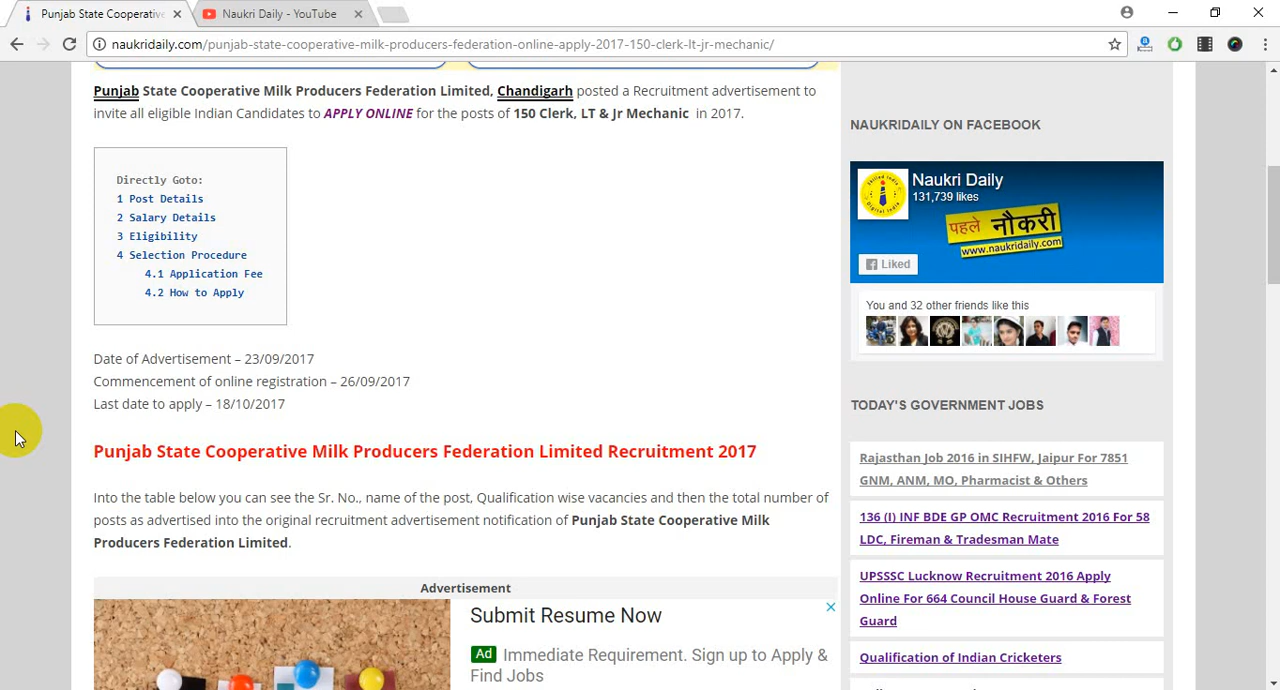 Punjab State Cooperative
Naukri Daily - YouTube
naukridaily.com/punjab-state-cooperative-milk-producers-federation-online-apply-2017-150-clerk-lt-jr-mechanic/
Punjab State Cooperative Milk Producers Federation Limited, Chandigarh posted a Recruitment advertisement to
invite all eligible Indian Candidates to APPLY ONLINE for the posts of 150 Clerk, LT & Jr Mechanic in 2017.
Directly Goto:
1 Post Details
2 Salary Details
3 Eligibility
4 Selection Procedure
4.1 Application Fee
4.2 How to Apply
Date of Advertisement – 23/09/2017
Commencement of online registration – 26/09/2017
Last date to apply – 18/10/2017
Punjab State Cooperative Milk Producers Federation Limited Recruitment 2017
Into the table below you can see the Sr. No., name of the post, Qualification wise vacancies and then the total number of
posts as advertised into the original recruitment advertisement notification of Punjab State Cooperative Milk
Producers Federation Limited.
Advertisement
Submit Resume Now
Ad Immediate Requirement. Sign up to Apply &
Find Jobs
NAUKRIDAILY ON FACEBOOK
Naukri Daily
131,739 likes
पहले नौकरी
www.naukridaily.com
Liked
You and 32 other friends like this
TODAY'S GOVERNMENT JOBS
Rajasthan Job 2016 in SIHFW, Jaipur For 7851
GNM, ANM, MO, Pharmacist & Others
136 (I) INF BDE GP OMC Recruitment 2016 For 58
LDC, Fireman & Tradesman Mate
UPSSSC Lucknow Recruitment 2016 Apply
Online For 664 Council House Guard & Forest
Guard
Qualification of Indian Cricketers